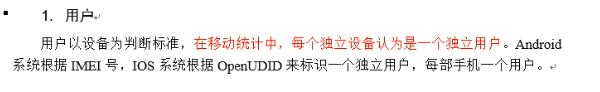 1. 用户
用户以设备为判断标准，在移动统计中，每个独立设备认为是一个独立用户。Android
系统根据 IMEI 号，IOS 系统根据 OpenUDID 来标识一个独立用户，每部手机一个用户。